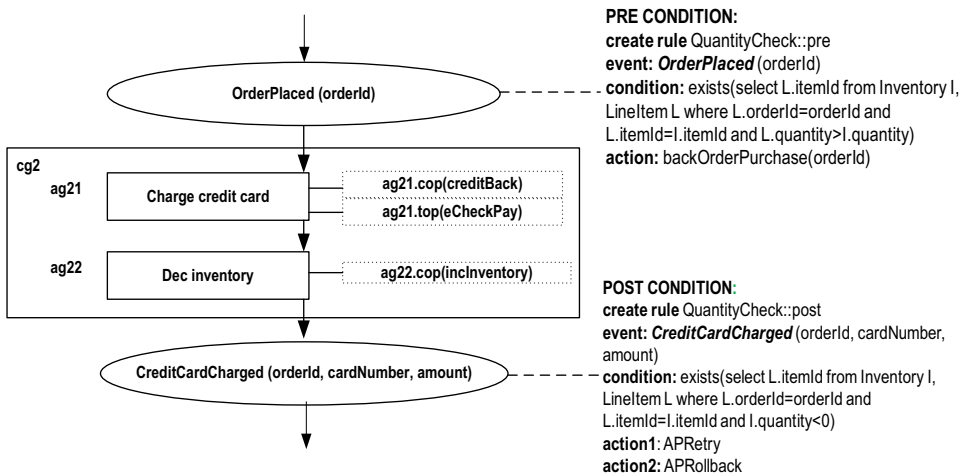 PRE CONDITION:
create rule QuantityCheck::pre
event: OrderPlaced (orderId)
condition: exists(select L.itemId from Inventory I,
LineItem L where L.orderId=orderId and
L.itemId=I.itemId and L.quantity>I.quantity)
action: backOrderPurchase(orderId)
OrderPlaced (orderId)
cg2
ag21
Charge credit card
ag21.cop(creditBack)
ag21.top(eCheckPay)
ag22
Dec inventory
ag22.cop(incInventory)
CreditCardCharged (orderId, cardNumber, amount)
POST CONDITION:
create rule QuantityCheck::post
event: CreditCardCharged (orderId, cardNumber,
amount)
condition: exists(select L.itemId from Inventory I,
LineItem L where L.orderId=orderId and
L.itemId=I.itemId and I.quantity<0)
action1: APRetry
action2: APRollback